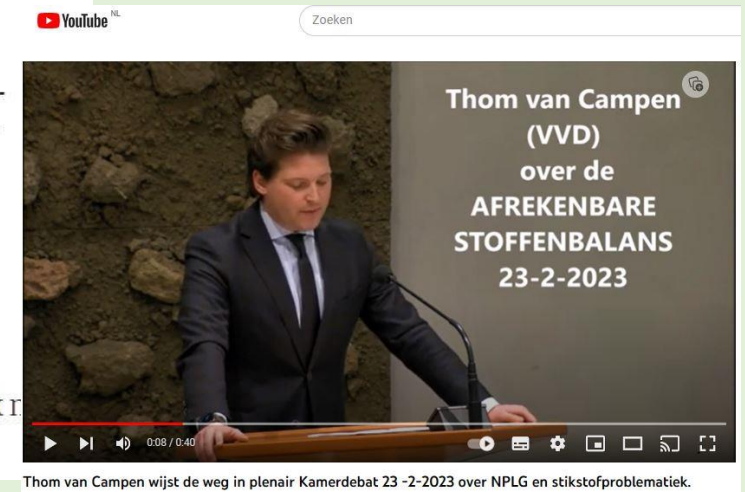 YouTube NL
Zoeken
Thom van Campen
(VVD)
over de
AFREKENBARE
STOFFENBALANS
23-2-2023
0:08 / 0:40
Thom van Campen wijst de weg in plenair Kamerdebat 23 -2-2023 over NPLG en stikstofproblematiek.